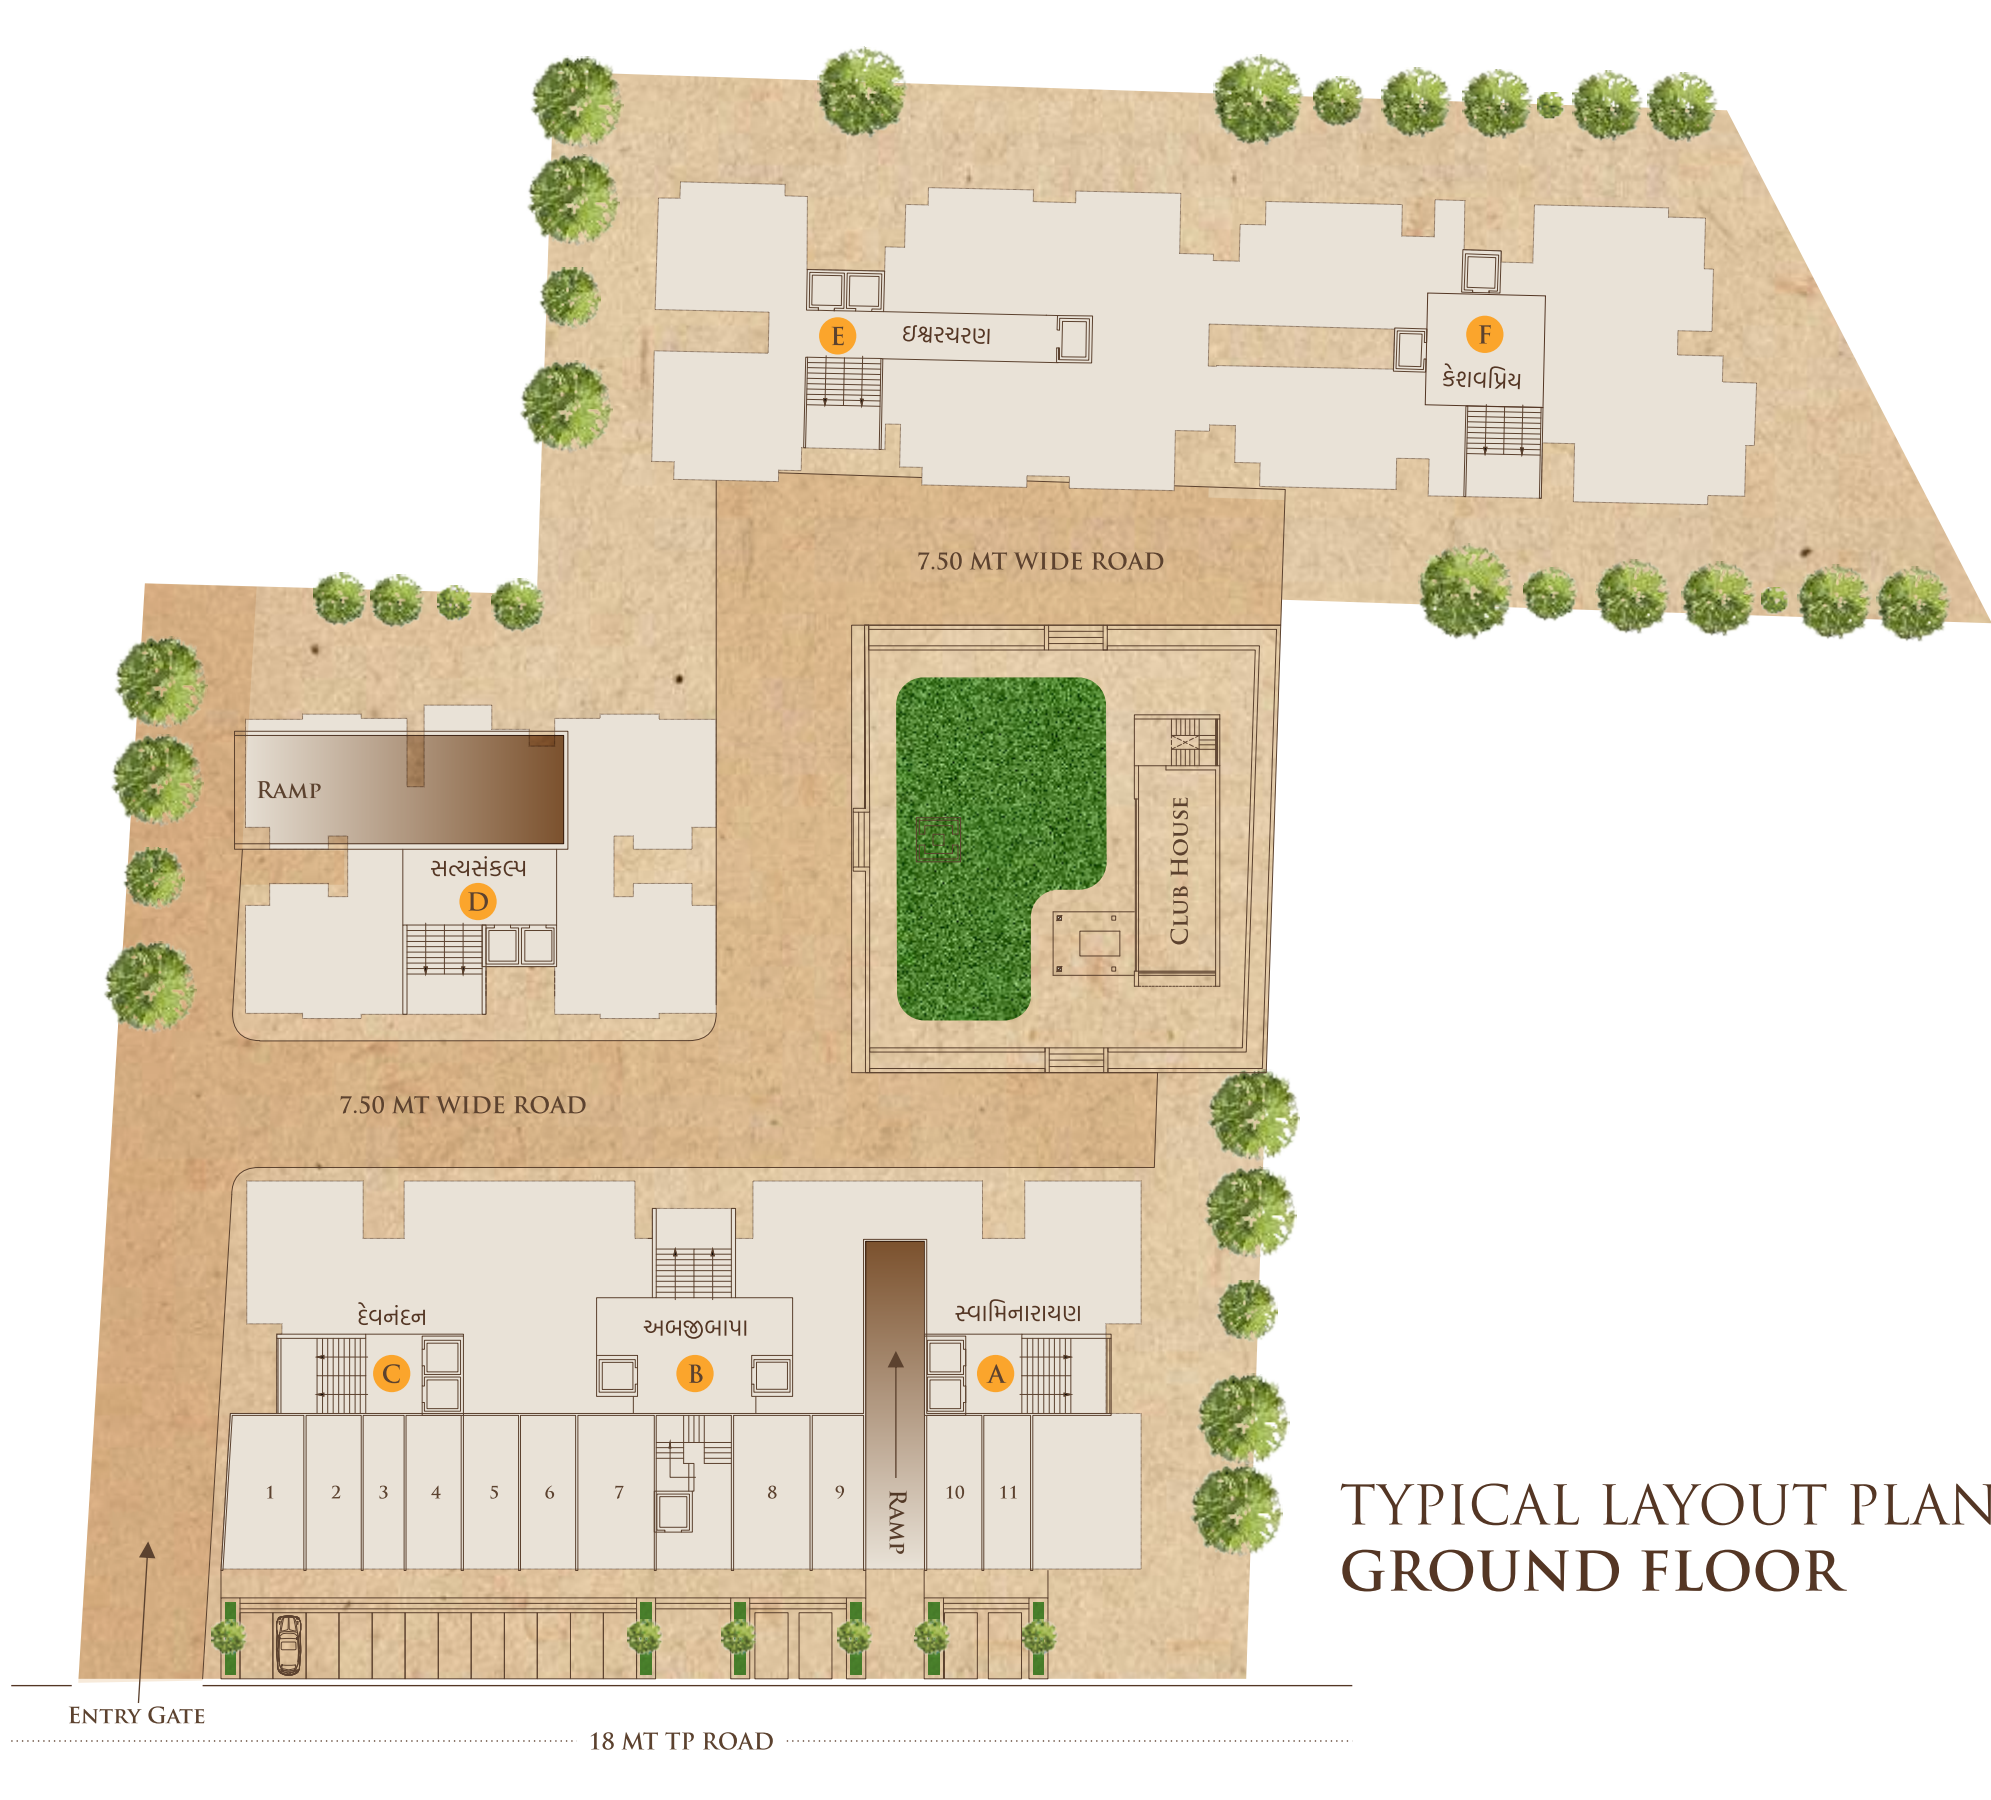 E
ઇશ્વરચરણ
F
કેશવપ્રિય
7.50 MT WIDE ROAD
RAMP
સત્યસંકલ્પ
D
CLUB HOUSE
7.50 MT WIDE ROAD
દેવનંદન
C
અબજીબાપા
B
સ્વામિનારાયણ
A
1 2 3 4 5 6 7 8 9 10 11
RAMP
TYPICAL LAYOUT PLAN
GROUND FLOOR
ENTRY GATE
18 MT TP ROAD